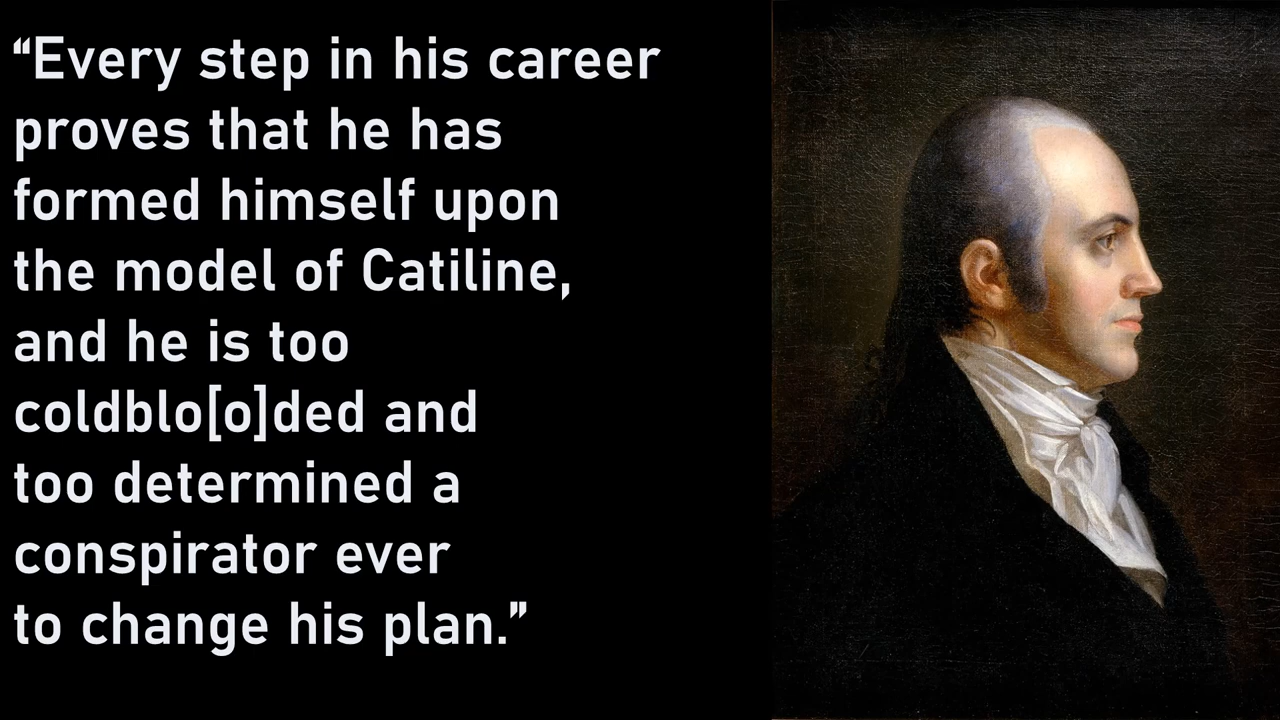 “Every step in his career
proves that he has
formed himself upon
the model of Catiline,
and he is too
coldblo[o]ded and
too determined a
conspirator ever
to change his plan.”